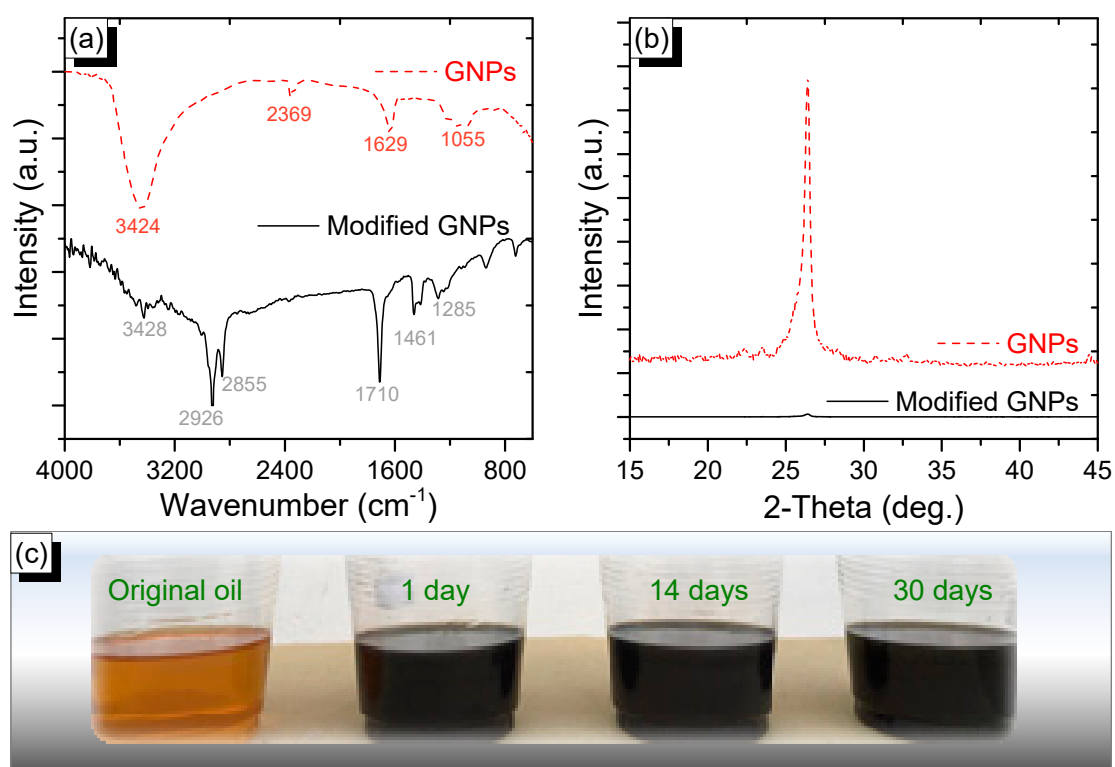 (a)
GNPs
2369
1629
1055
3424
Modified GNPs
3428
2855
2926
1710
1461
1285
Intensity (a.u.)
4000 3200 2400 1600 800
Wavenumber (cm⁻¹)
(b)
GNPs
Modified GNPs
Intensity (a.u.)
15 20 25 30 35 40 45
2-Theta (deg.)
(c)
Original oil 1 day 14 days 30 days